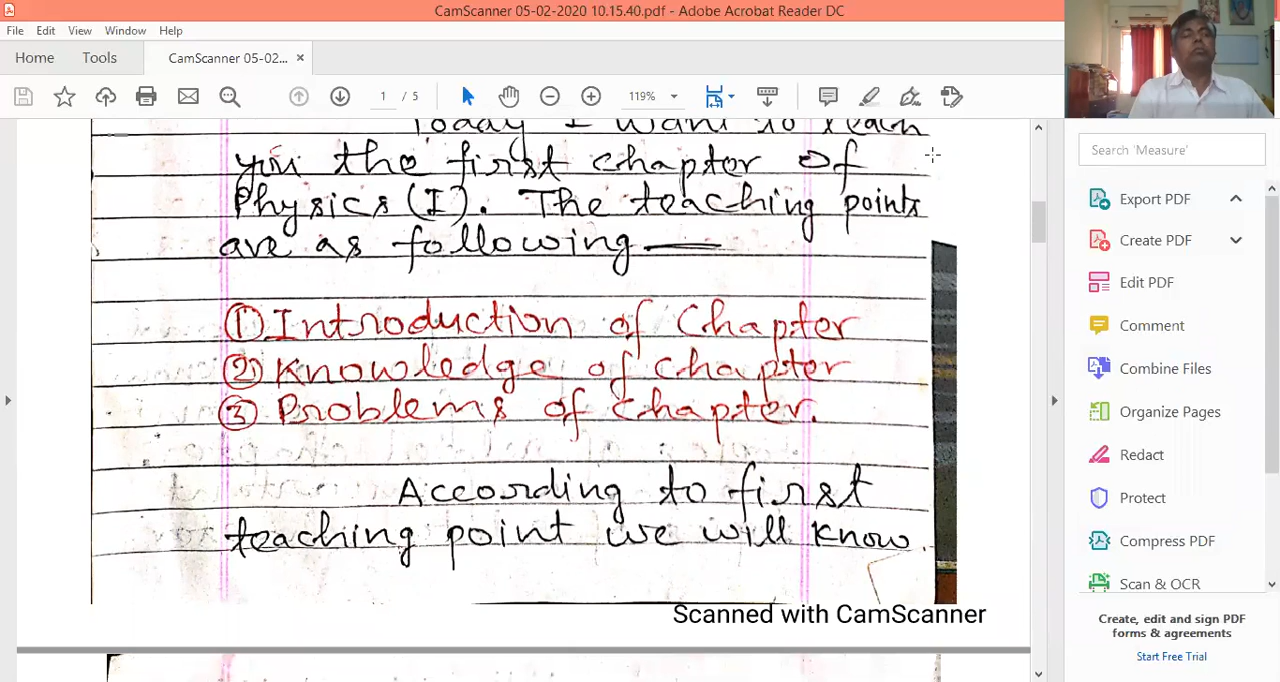 CamScanner 05-02-2020 10.15.40.pdf - Adobe Acrobat Reader DC
File Edit View Window Help
Home Tools CamScanner 05-02... ×
1 / 5 119%
Today I want to teach
you the first chapter of
Physics (I). The teaching points
are as following —
① Introduction of Chapter
② Knowledge of chapter
③ Problems of chapter.
According to first
teaching point we will know.
Scanned with CamScanner
Search 'Measure'
Export PDF
Create PDF
Edit PDF
Comment
Combine Files
Organize Pages
Redact
Protect
Compress PDF
Scan & OCR
Create, edit and sign PDF
forms & agreements
Start Free Trial